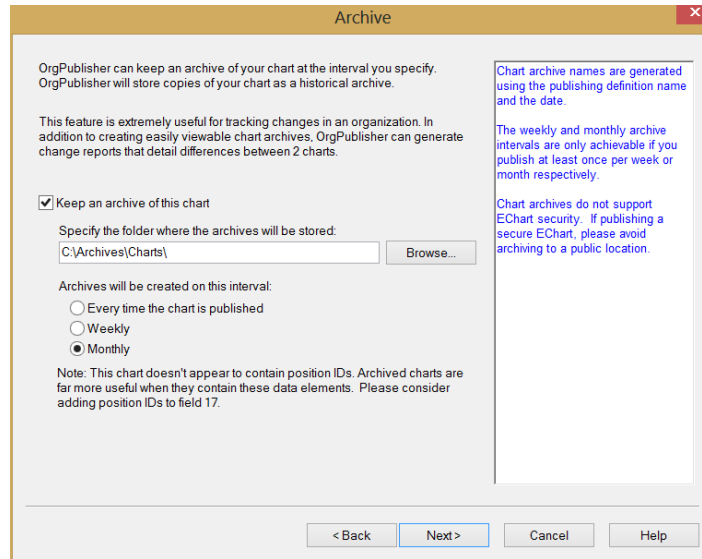 Archive
OrgPublisher can keep an archive of your chart at the interval you specify.
OrgPublisher will store copies of your chart as a historical archive.
This feature is extremely useful for tracking changes in an organization. In
addition to creating easily viewable chart archives, OrgPublisher can generate
change reports that detail differences between 2 charts.
Keep an archive of this chart
Specify the folder where the archives will be stored:
C:\Archives\Charts\
Browse...
Archives will be created on this interval:
Every time the chart is published
Weekly
Monthly
Note: This chart doesn't appear to contain position IDs. Archived charts are
far more useful when they contain these data elements. Please consider
adding position IDs to field 17.
Chart archive names are generated
using the publishing definition name
and the date.
The weekly and monthly archive
intervals are only achievable if you
publish at least once per week or
month respectively.
Chart archives do not support
EChart security. If publishing a
secure EChart, please avoid
archiving to a public location.
< Back
Next >
Cancel
Help